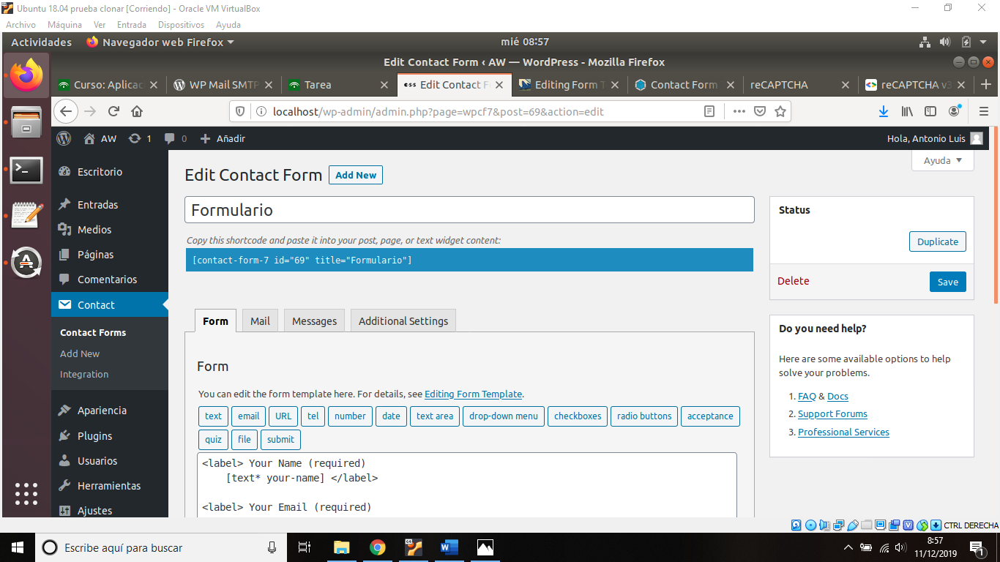 Ubuntu 18.04 prueba clonar [Corriendo] - Oracle VM VirtualBox
Archivo Máquina Ver Entrada Dispositivos Ayuda
Actividades Navegador web Firefox mié 08:57
Edit Contact Form ‹ AW — WordPress - Mozilla Firefox
Curso: Aplicac WP Mail SMTP Tarea Edit Contact F Editing Form T Contact Form reCAPTCHA reCAPTCHA v3
localhost/wp-admin/admin.php?page=wpcf7&post=69&action=edit
AW 1 0 Añadir Hola, Antonio Luis
Ayuda
Escritorio
Entradas
Medios
Páginas
Comentarios
Contact
Contact Forms
Add New
Integration
Apariencia
Plugins
Usuarios
Herramientas
Ajustes
Edit Contact Form Add New
Formulario
Copy this shortcode and paste it into your post, page, or text widget content:
[contact-form-7 id="69" title="Formulario"]
Form Mail Messages Additional Settings
Form
You can edit the form template here. For details, see Editing Form Template.
text email URL tel number date text area drop-down menu checkboxes radio buttons acceptance
quiz file submit
<label> Your Name (required)
    [text* your-name] </label>
<label> Your Email (required)
Status
Duplicate
Delete Save
Do you need help?
Here are some available options to help
solve your problems.
1. FAQ & Docs
2. Support Forums
3. Professional Services
CTRL DERECHA
Escribe aquí para buscar
8:57
11/12/2019
1